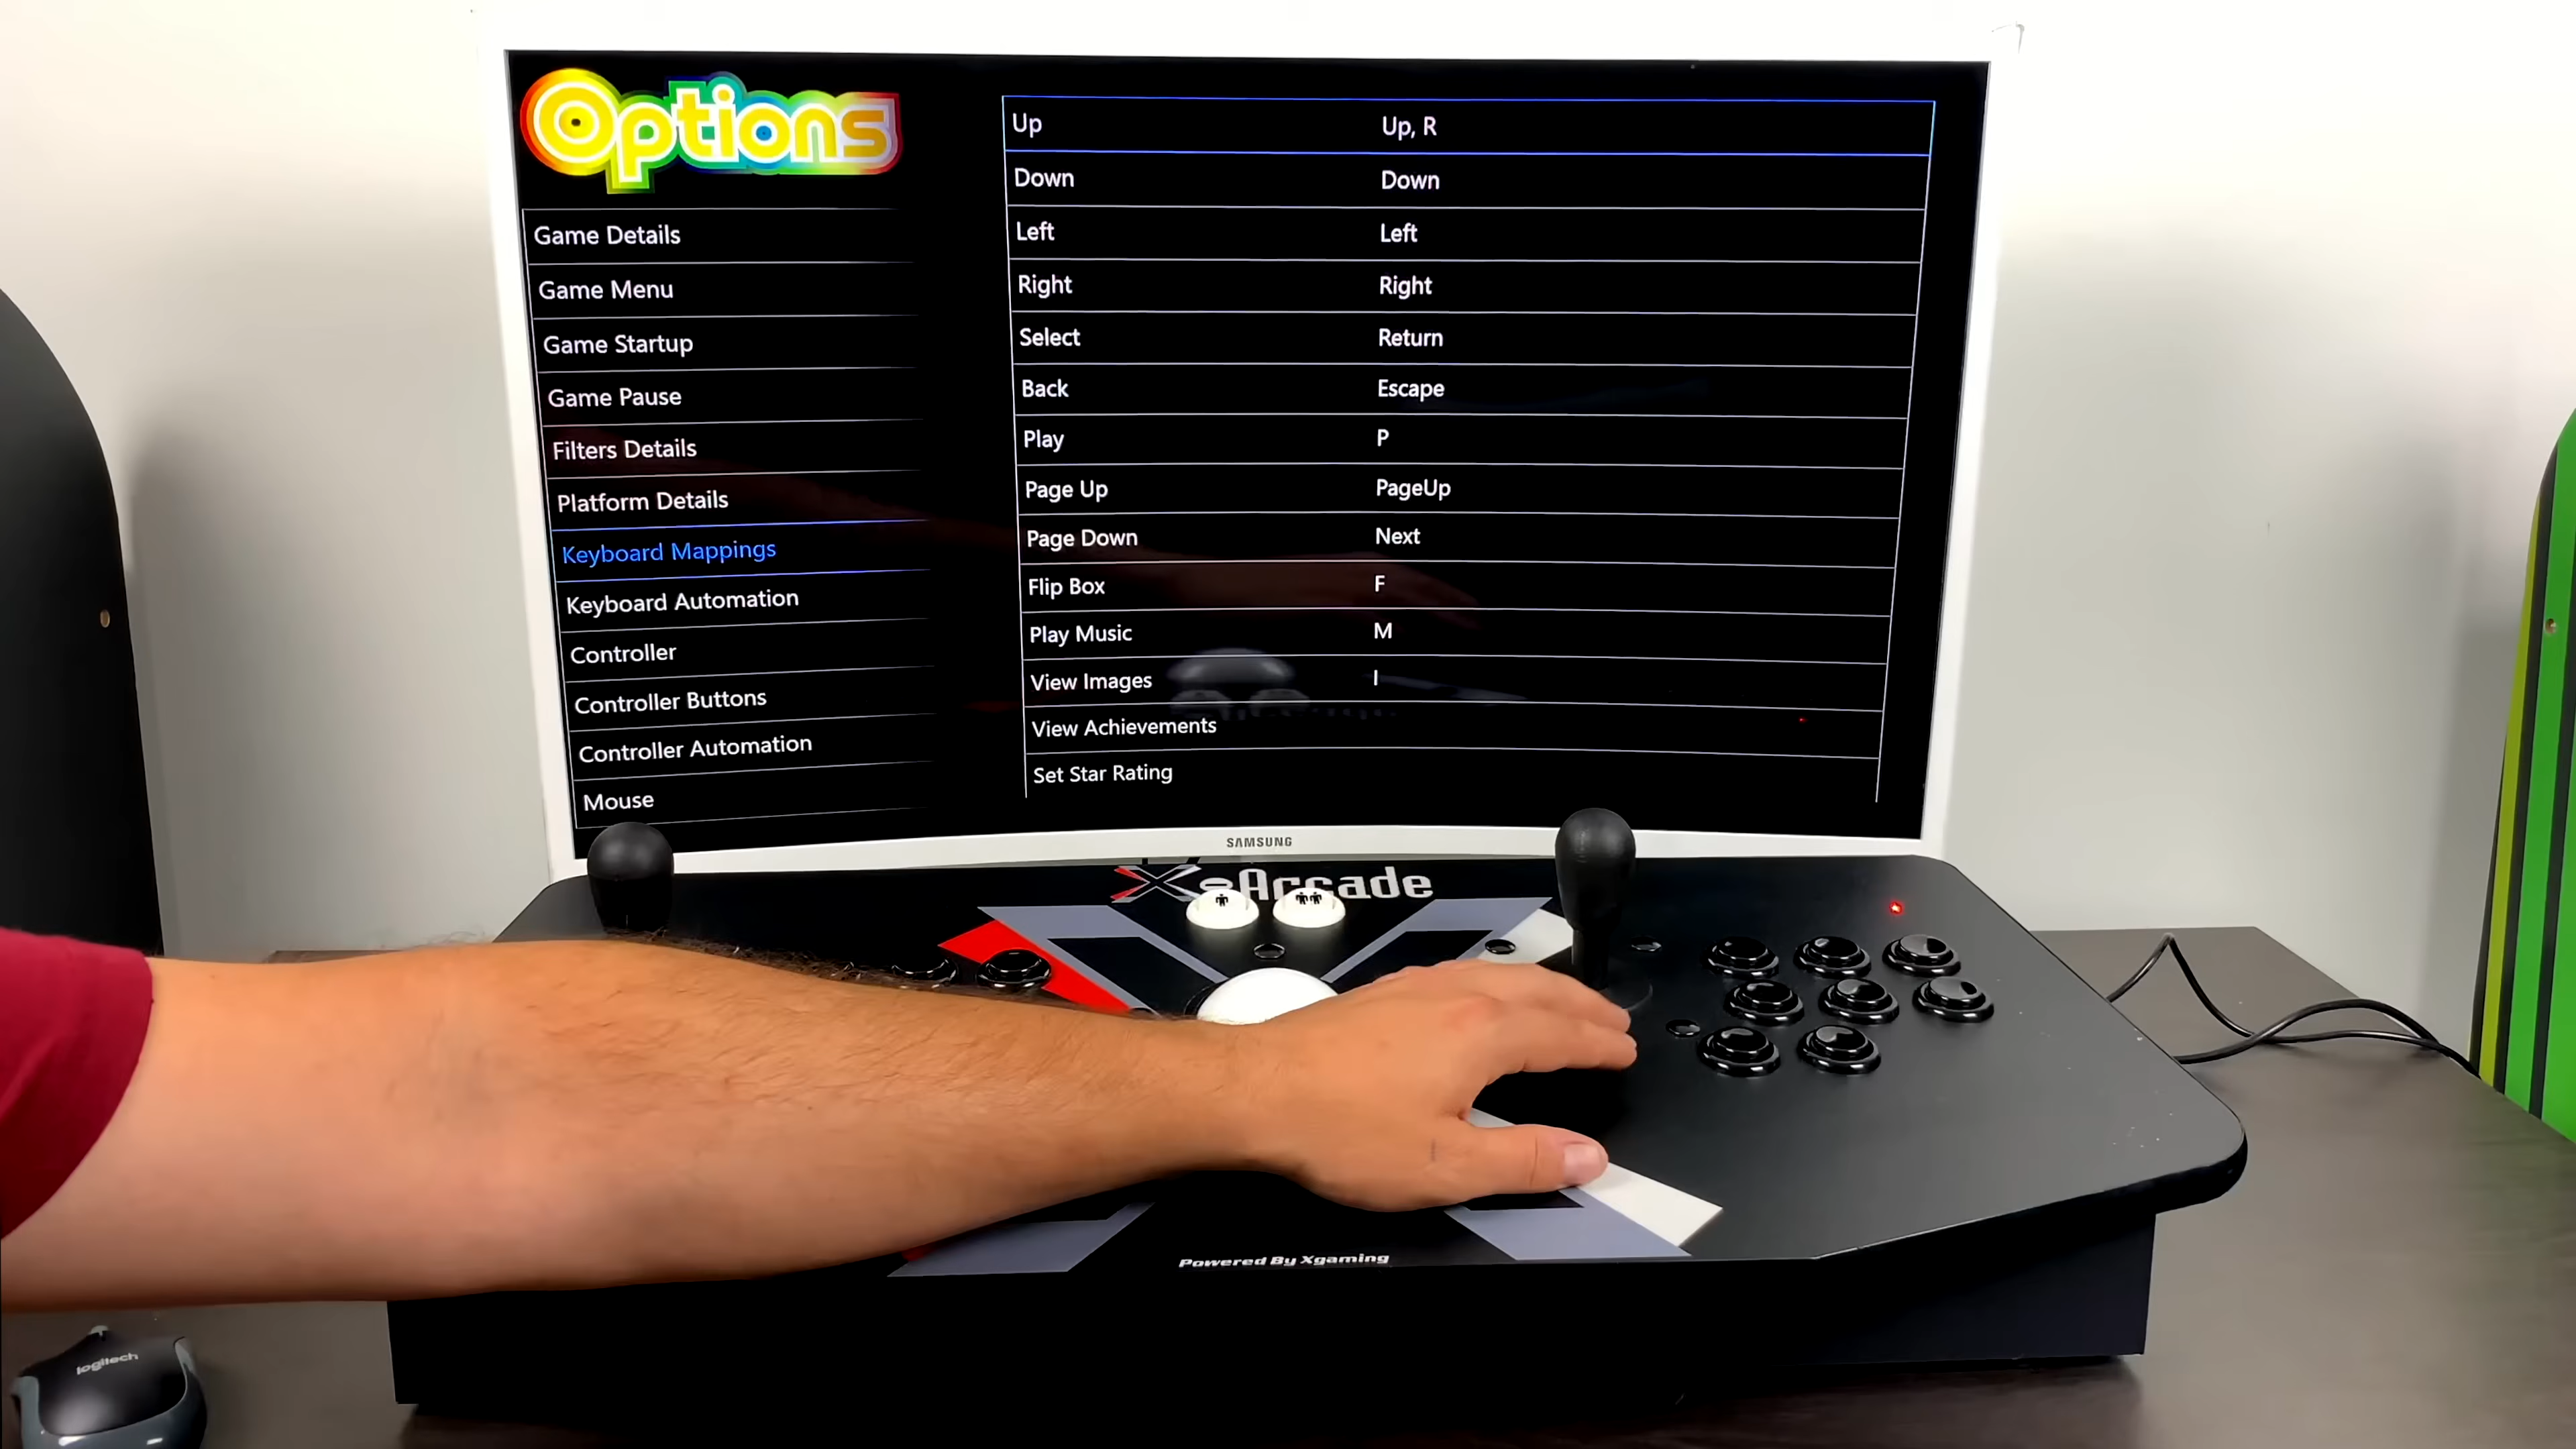 Options
Game Details
Game Menu
Game Startup
Game Pause
Filters Details
Platform Details
Keyboard Mappings
Keyboard Automation
Controller
Controller Buttons
Controller Automation
Mouse
Up Up, R
Down Down
Left Left
Right Right
Select Return
Back Escape
Play P
Page Up PageUp
Page Down Next
Flip Box F
Play Music M
View Images I
View Achievements
Set Star Rating
SAMSUNG
X-Arcade
Powered By Xgaming
logitech